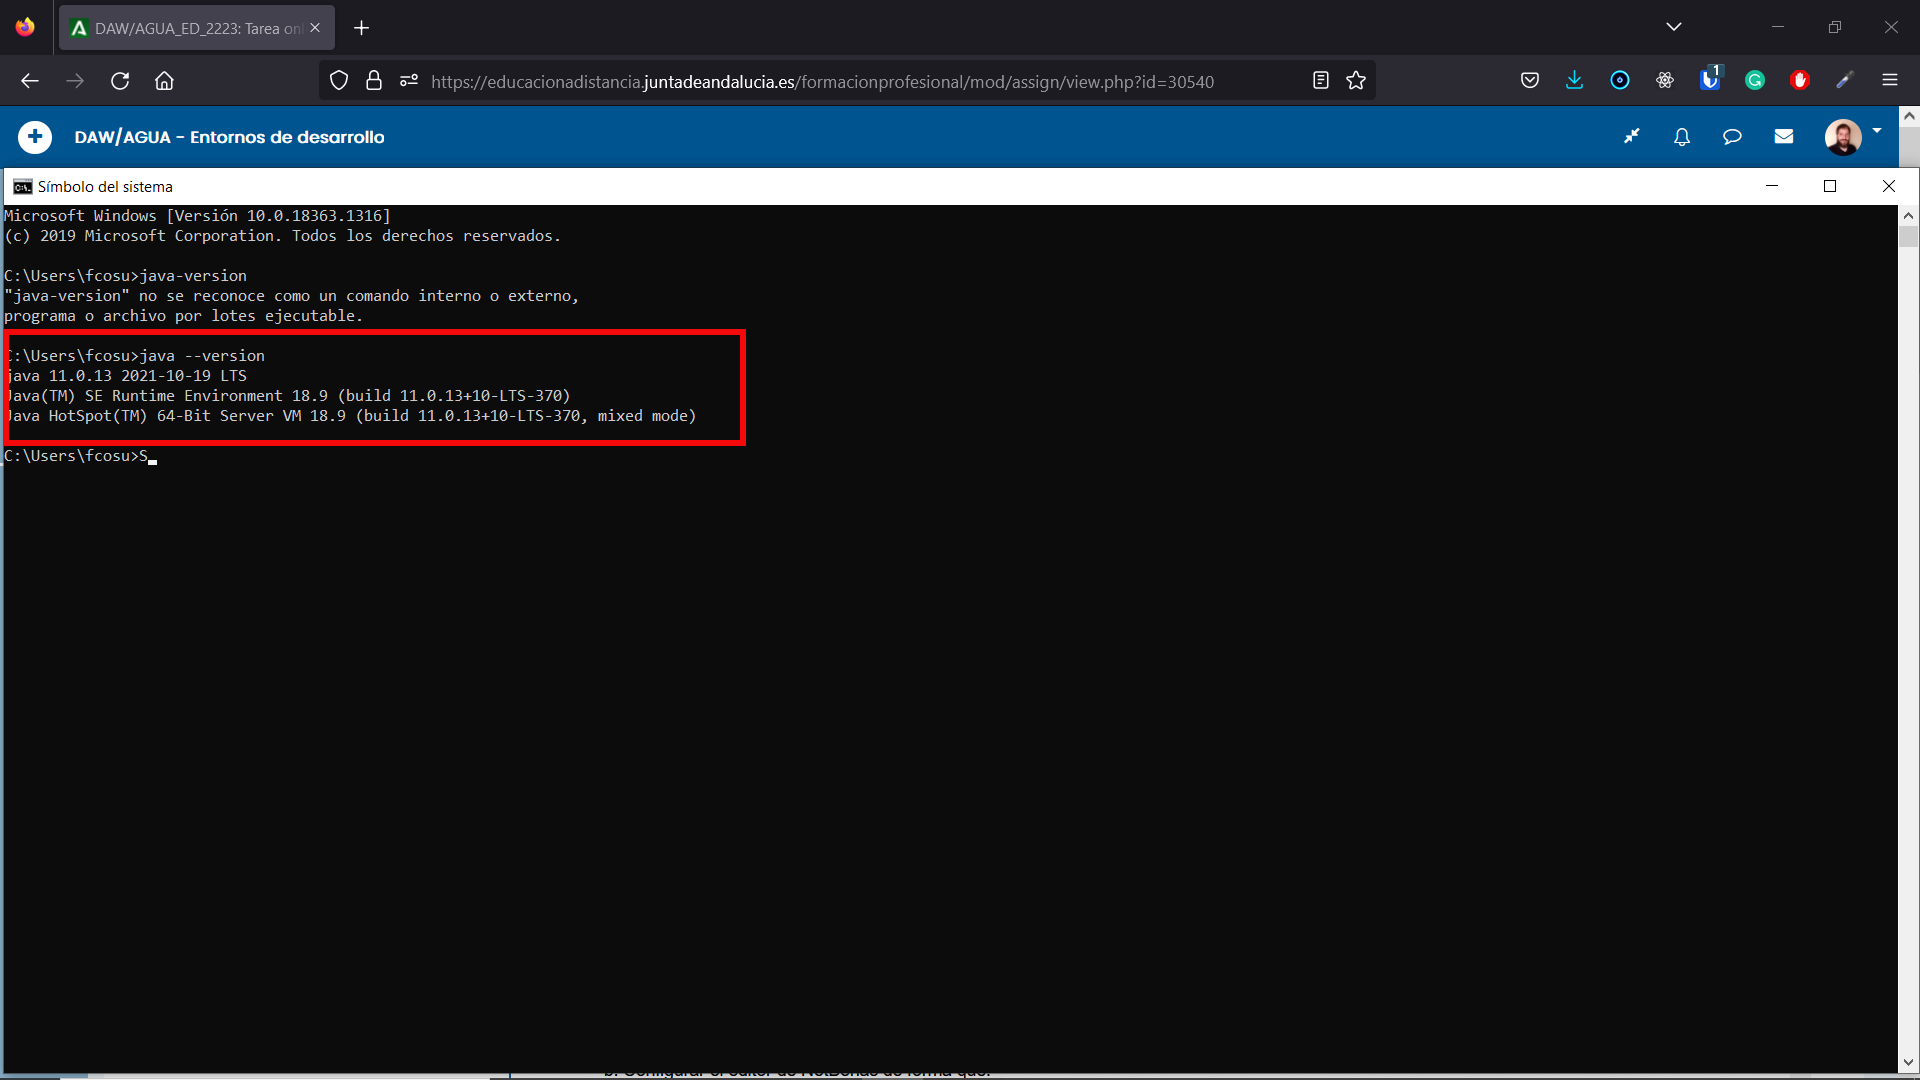 DAW/AGUA_ED_2223: Tarea onl
https://educacionadistancia.juntadeandalucia.es/formacionprofesional/mod/assign/view.php?id=30540
1
DAW/AGUA - Entornos de desarrollo
Símbolo del sistema
Microsoft Windows [Versión 10.0.18363.1316]
(c) 2019 Microsoft Corporation. Todos los derechos reservados.
C:\Users\fcosu>java-version
"java-version" no se reconoce como un comando interno o externo,
programa o archivo por lotes ejecutable.
C:\Users\fcosu>java --version
java 11.0.13 2021-10-19 LTS
Java(TM) SE Runtime Environment 18.9 (build 11.0.13+10-LTS-370)
Java HotSpot(TM) 64-Bit Server VM 18.9 (build 11.0.13+10-LTS-370, mixed mode)
C:\Users\fcosu>S